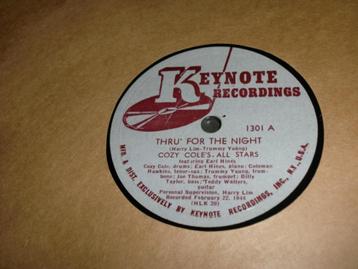 KEYNOTE
RECORDINGS
1301 A
THRU' FOR THE NIGHT
(Harry Lim-Trummy Young)
COZY COLE'S ALL STARS
featuring Earl Hines
Cozy Cole, drums; Earl Hines, piano; Coleman
Hawkins, tenor-sax; Trummy Young, trom-
bone; Joe Thomas, trumpet; Billy
Taylor, bass; Teddy Walters,
guitar
Personal Supervision, Harry Lim
Recorded February 22, 1944
(HLK 20)
MFR. & DIST. EXCLUSIVELY BY KEYNOTE RECORDINGS, INC., N.Y., U.S.A.